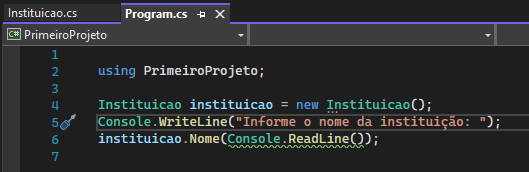 Instituicao.cs Program.cs
C# PrimeiroProjeto
1
2 using PrimeiroProjeto;
3
4 Instituicao instituicao = new Instituicao();
5 Console.WriteLine("Informe o nome da instituição: ");
6 instituicao.Nome(Console.ReadLine());
7